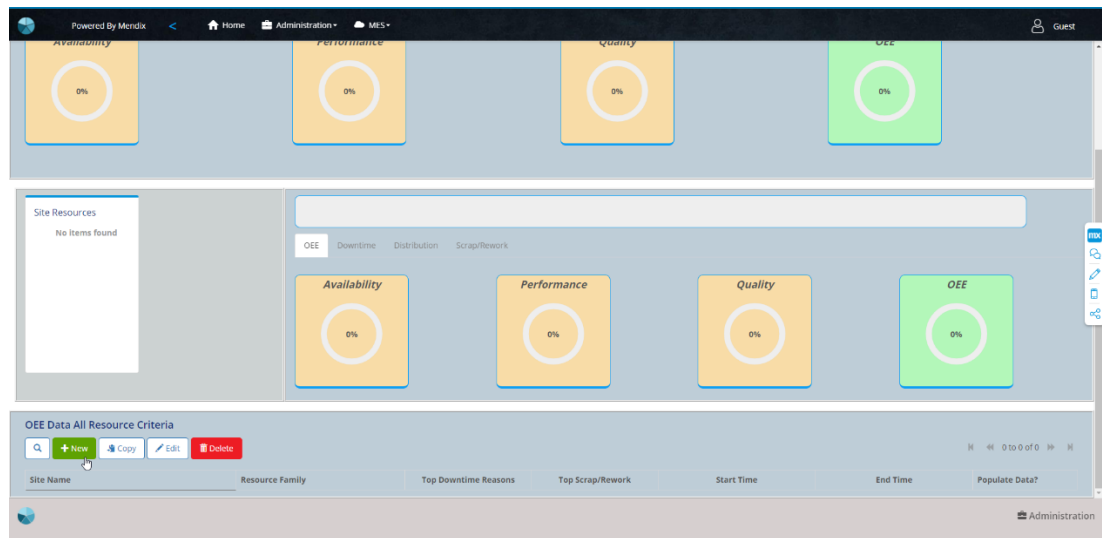 Powered By Mendix < Home Administration MES Guest
Availability Performance Quality OEE
0% 0% 0% 0%
Site Resources
No items found
OEE Downtime Distribution Scrap/Rework
Availability Performance Quality OEE
0% 0% 0% 0%
mx
OEE Data All Resource Criteria
+ New Copy Edit Delete 0 to 0 of 0
Site Name Resource Family Top Downtime Reasons Top Scrap/Rework Start Time End Time Populate Data?
Administration